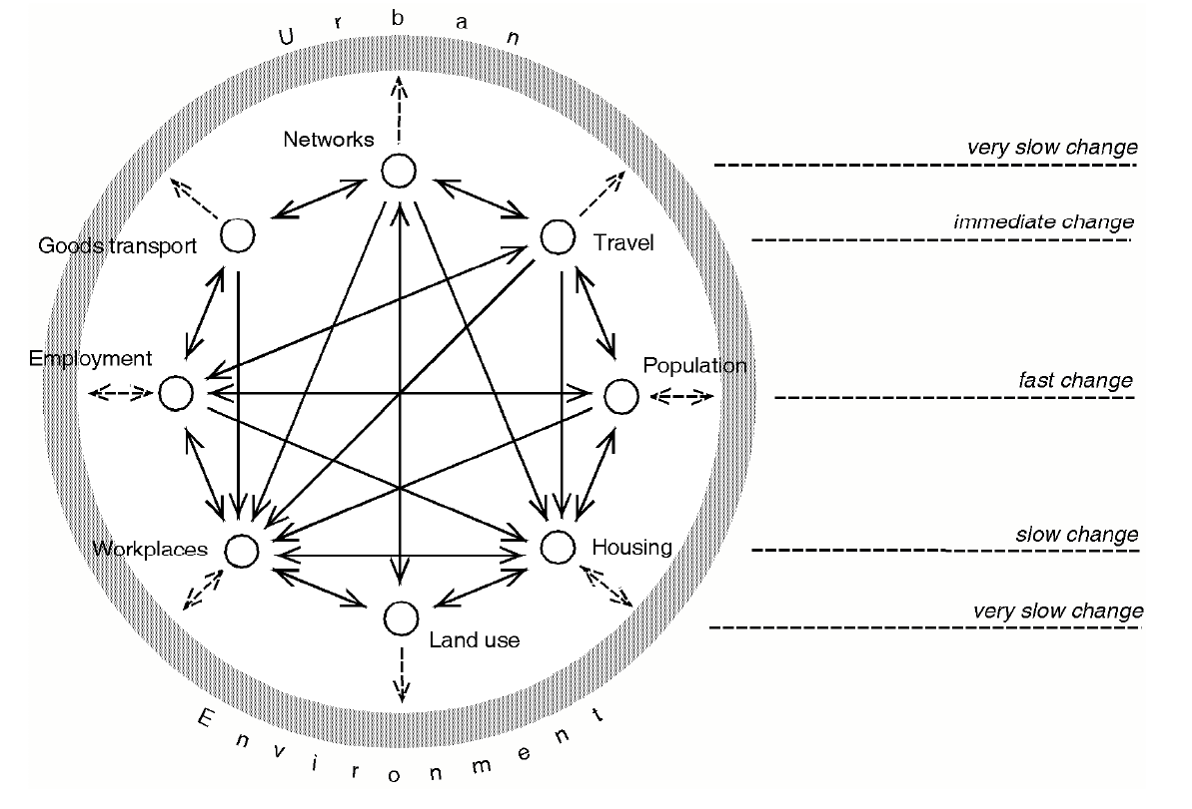 Urban
Networks
very slow change
Goods transport
Travel
immediate change
Employment
Population
fast change
Workplaces
Housing
slow change
Land use
very slow change
Environment